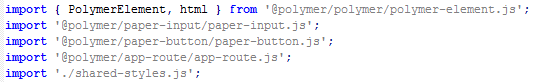 import { PolymerElement, html } from '@polymer/polymer/polymer-element.js';
import '@polymer/paper-input/paper-input.js';
import '@polymer/paper-button/paper-button.js';
import '@polymer/app-route/app-route.js';
import './shared-styles.js';